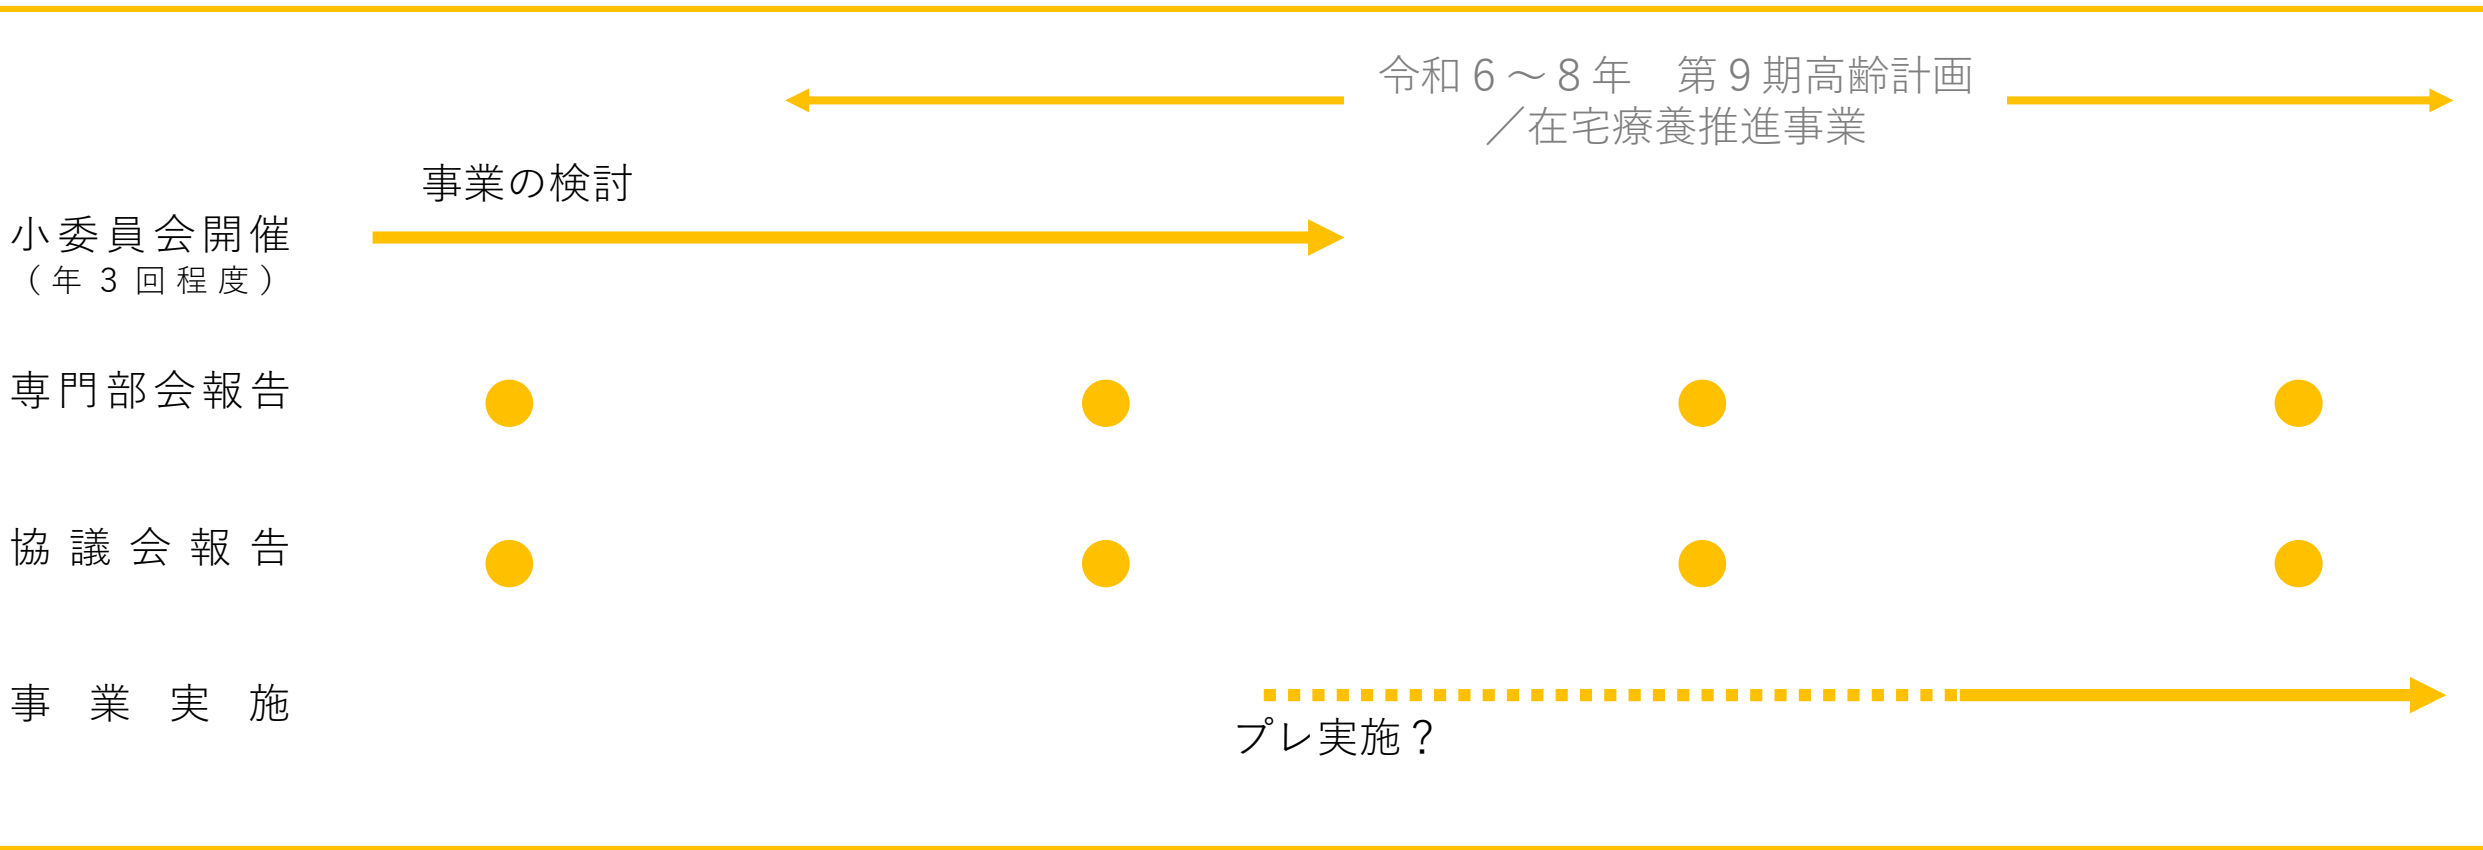 令和６～８年　第９期高齢計画
／在宅療養推進事業
事業の検討
小委員会開催
（年３回程度）
専門部会報告
協議会報告
事業実施
プレ実施？